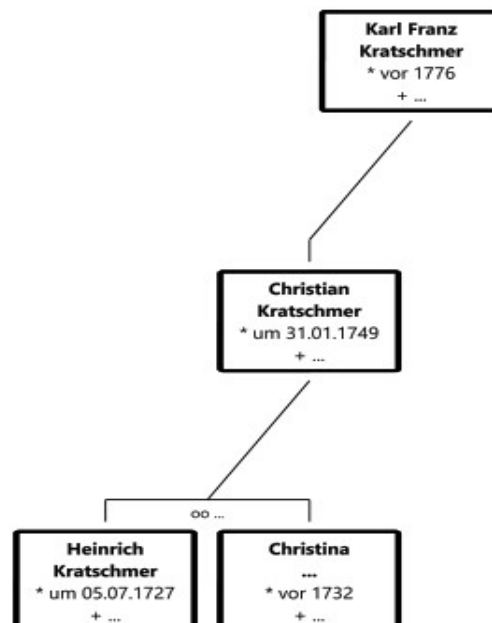 Karl Franz
Kratschmer
* vor 1776
+ ...
Christian
Kratschmer
* um 31.01.1749
+ ...
oo ...
Heinrich
Kratschmer
* um 05.07.1727
+ ...
Christina
...
* vor 1732
+ ...